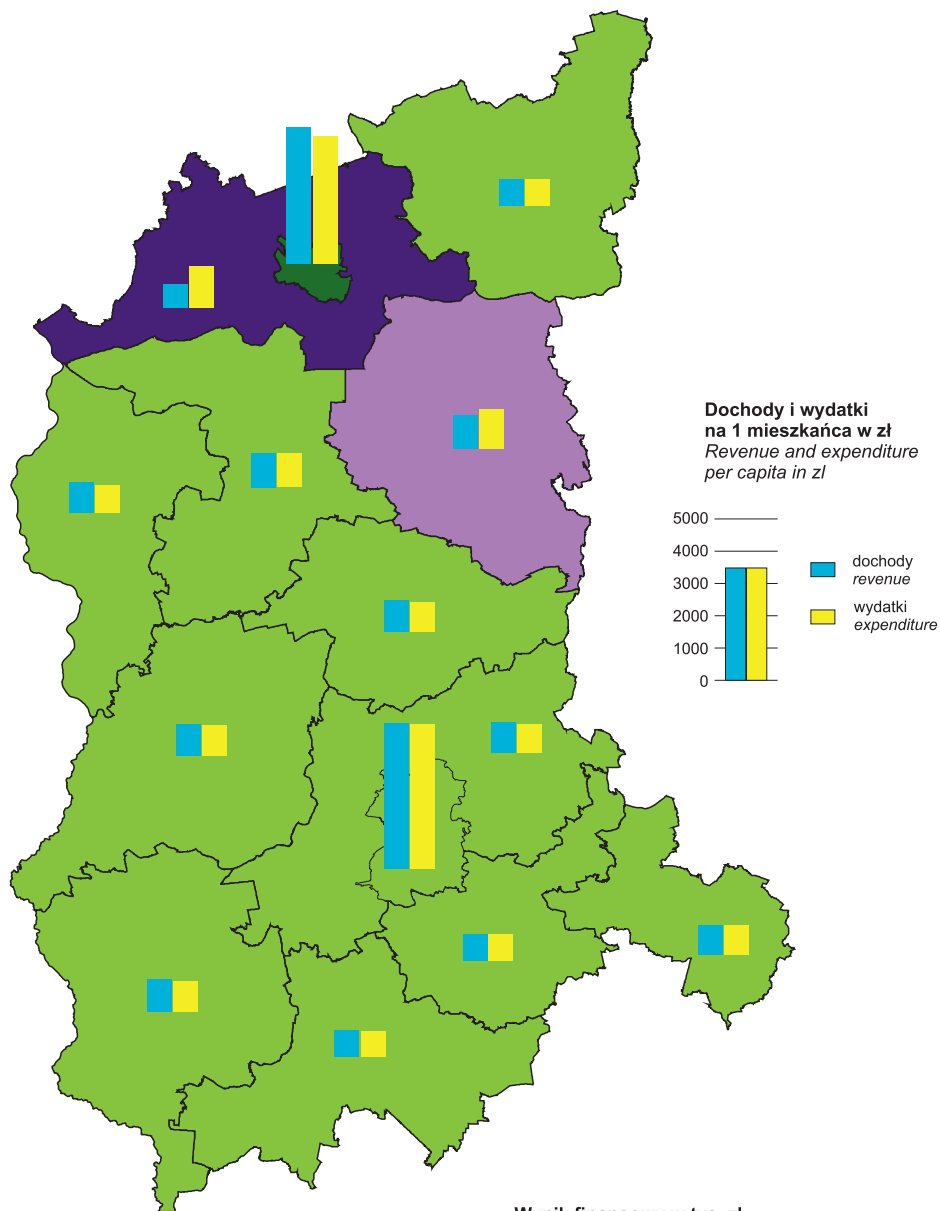 Dochody i wydatki
na 1 mieszkańca w zł
Revenue and expenditure
per capita in zl
5000
4000
3000
2000
1000
0
dochody
revenue
wydatki
expenditure